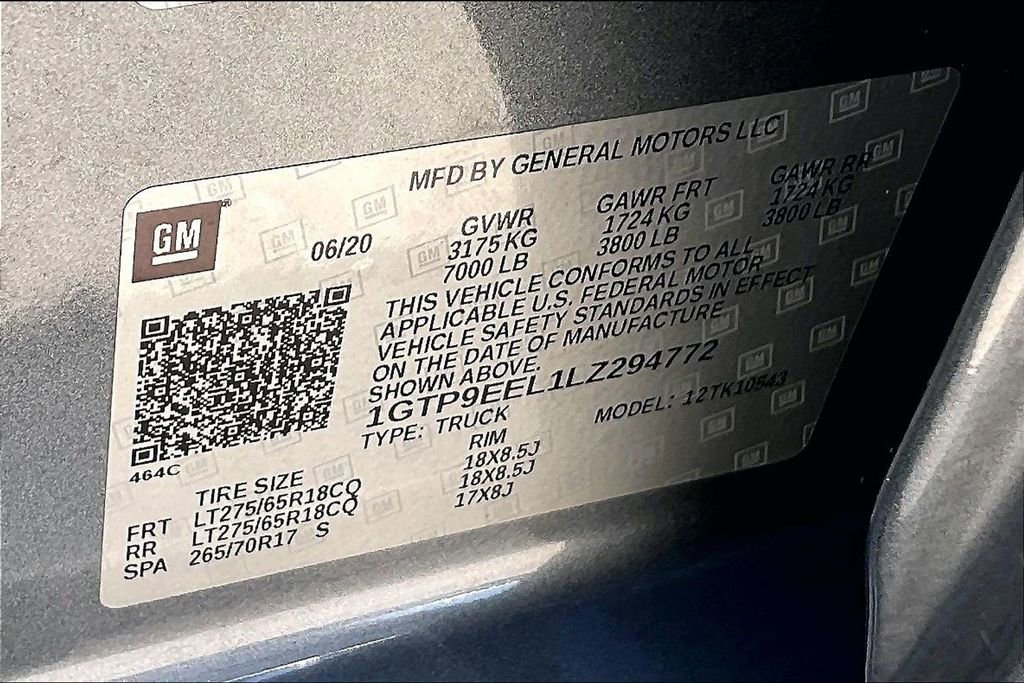 MFD BY GENERAL MOTORS LLC
GM
06/20
GVWR GAWR FRT GAWR RR
3175 KG 1724 KG 1724 KG
7000 LB 3800 LB 3800 LB
THIS VEHICLE CONFORMS TO ALL
APPLICABLE U.S. FEDERAL MOTOR
VEHICLE SAFETY STANDARDS IN EFFECT
ON THE DATE OF MANUFACTURE
SHOWN ABOVE.
1GTP9EEL1LZ294772
TYPE: TRUCK MODEL: 12TK10543
464C
TIRE SIZE RIM
FRT LT275/65R18CQ 18X8.5J
RR LT275/65R18CQ 18X8.5J
SPA 265/70R17 S 17X8J